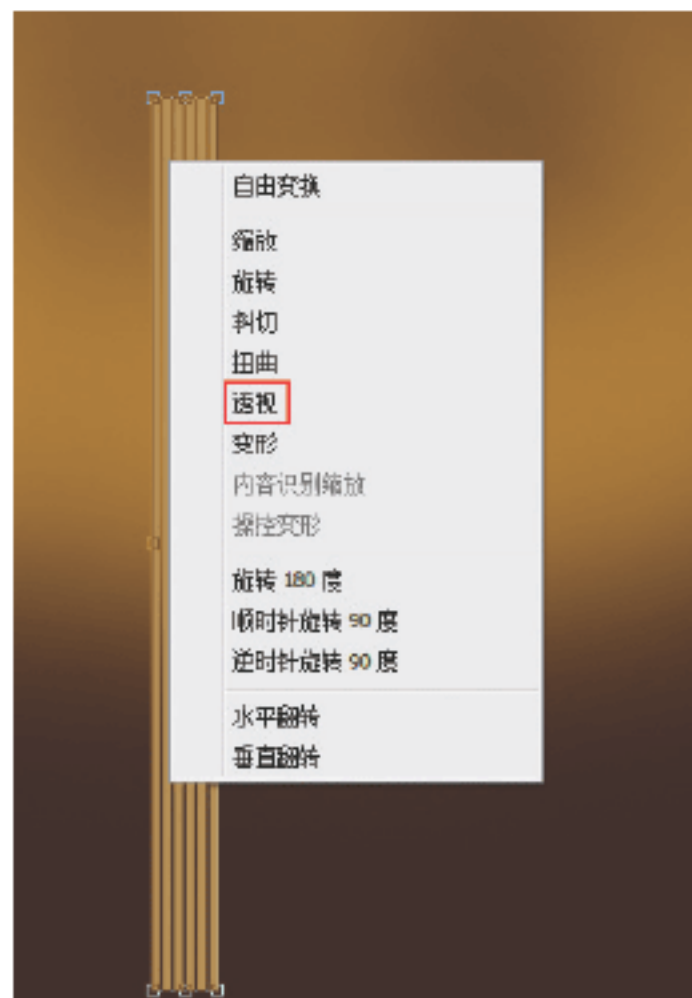 自由变换
缩放
旋转
斜切
扭曲
透视
变形
内容识别缩放
操控变形
旋转 180 度
顺时针旋转 90 度
逆时针旋转 90 度
水平翻转
垂直翻转